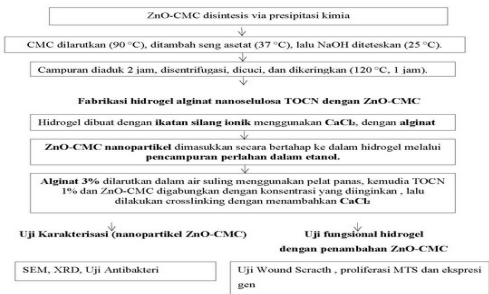 ZnO-CMC disintesis via presipitasi kimia
CMC dilarutkan (90 °C), ditambah seng asetat (37 °C), lalu NaOH diteteskan (25 °C).
Campuran diaduk 2 jam, disentrifugasi, dicuci, dan dikeringkan (120 °C, 1 jam).
Fabrikasi hidrogel alginat nanoselulosa TOCN dengan ZnO-CMC
Hidrogel dibuat dengan ikatan silang ionik menggunakan CaCl₂, dengan alginat
ZnO-CMC nanopartikel dimasukkan secara bertahap ke dalam hidrogel melalui
pencampuran perlahan dalam etanol.
Alginat 3% dilarutkan dalam air suling menggunakan pelat panas, kemudia TOCN
1% dan ZnO-CMC digabungkan dengan konsentrasi yang diinginkan , lalu
dilakukan crosslinking dengan menambahkan CaCl₂
Uji Karakterisasi (nanopartikel ZnO-CMC)
Uji fungsional hidrogel
dengan penambahan ZnO-CMC
SEM, XRD, Uji Antibakteri
Uji Wound Scracth , proliferasi MTS dan ekspresi
gen